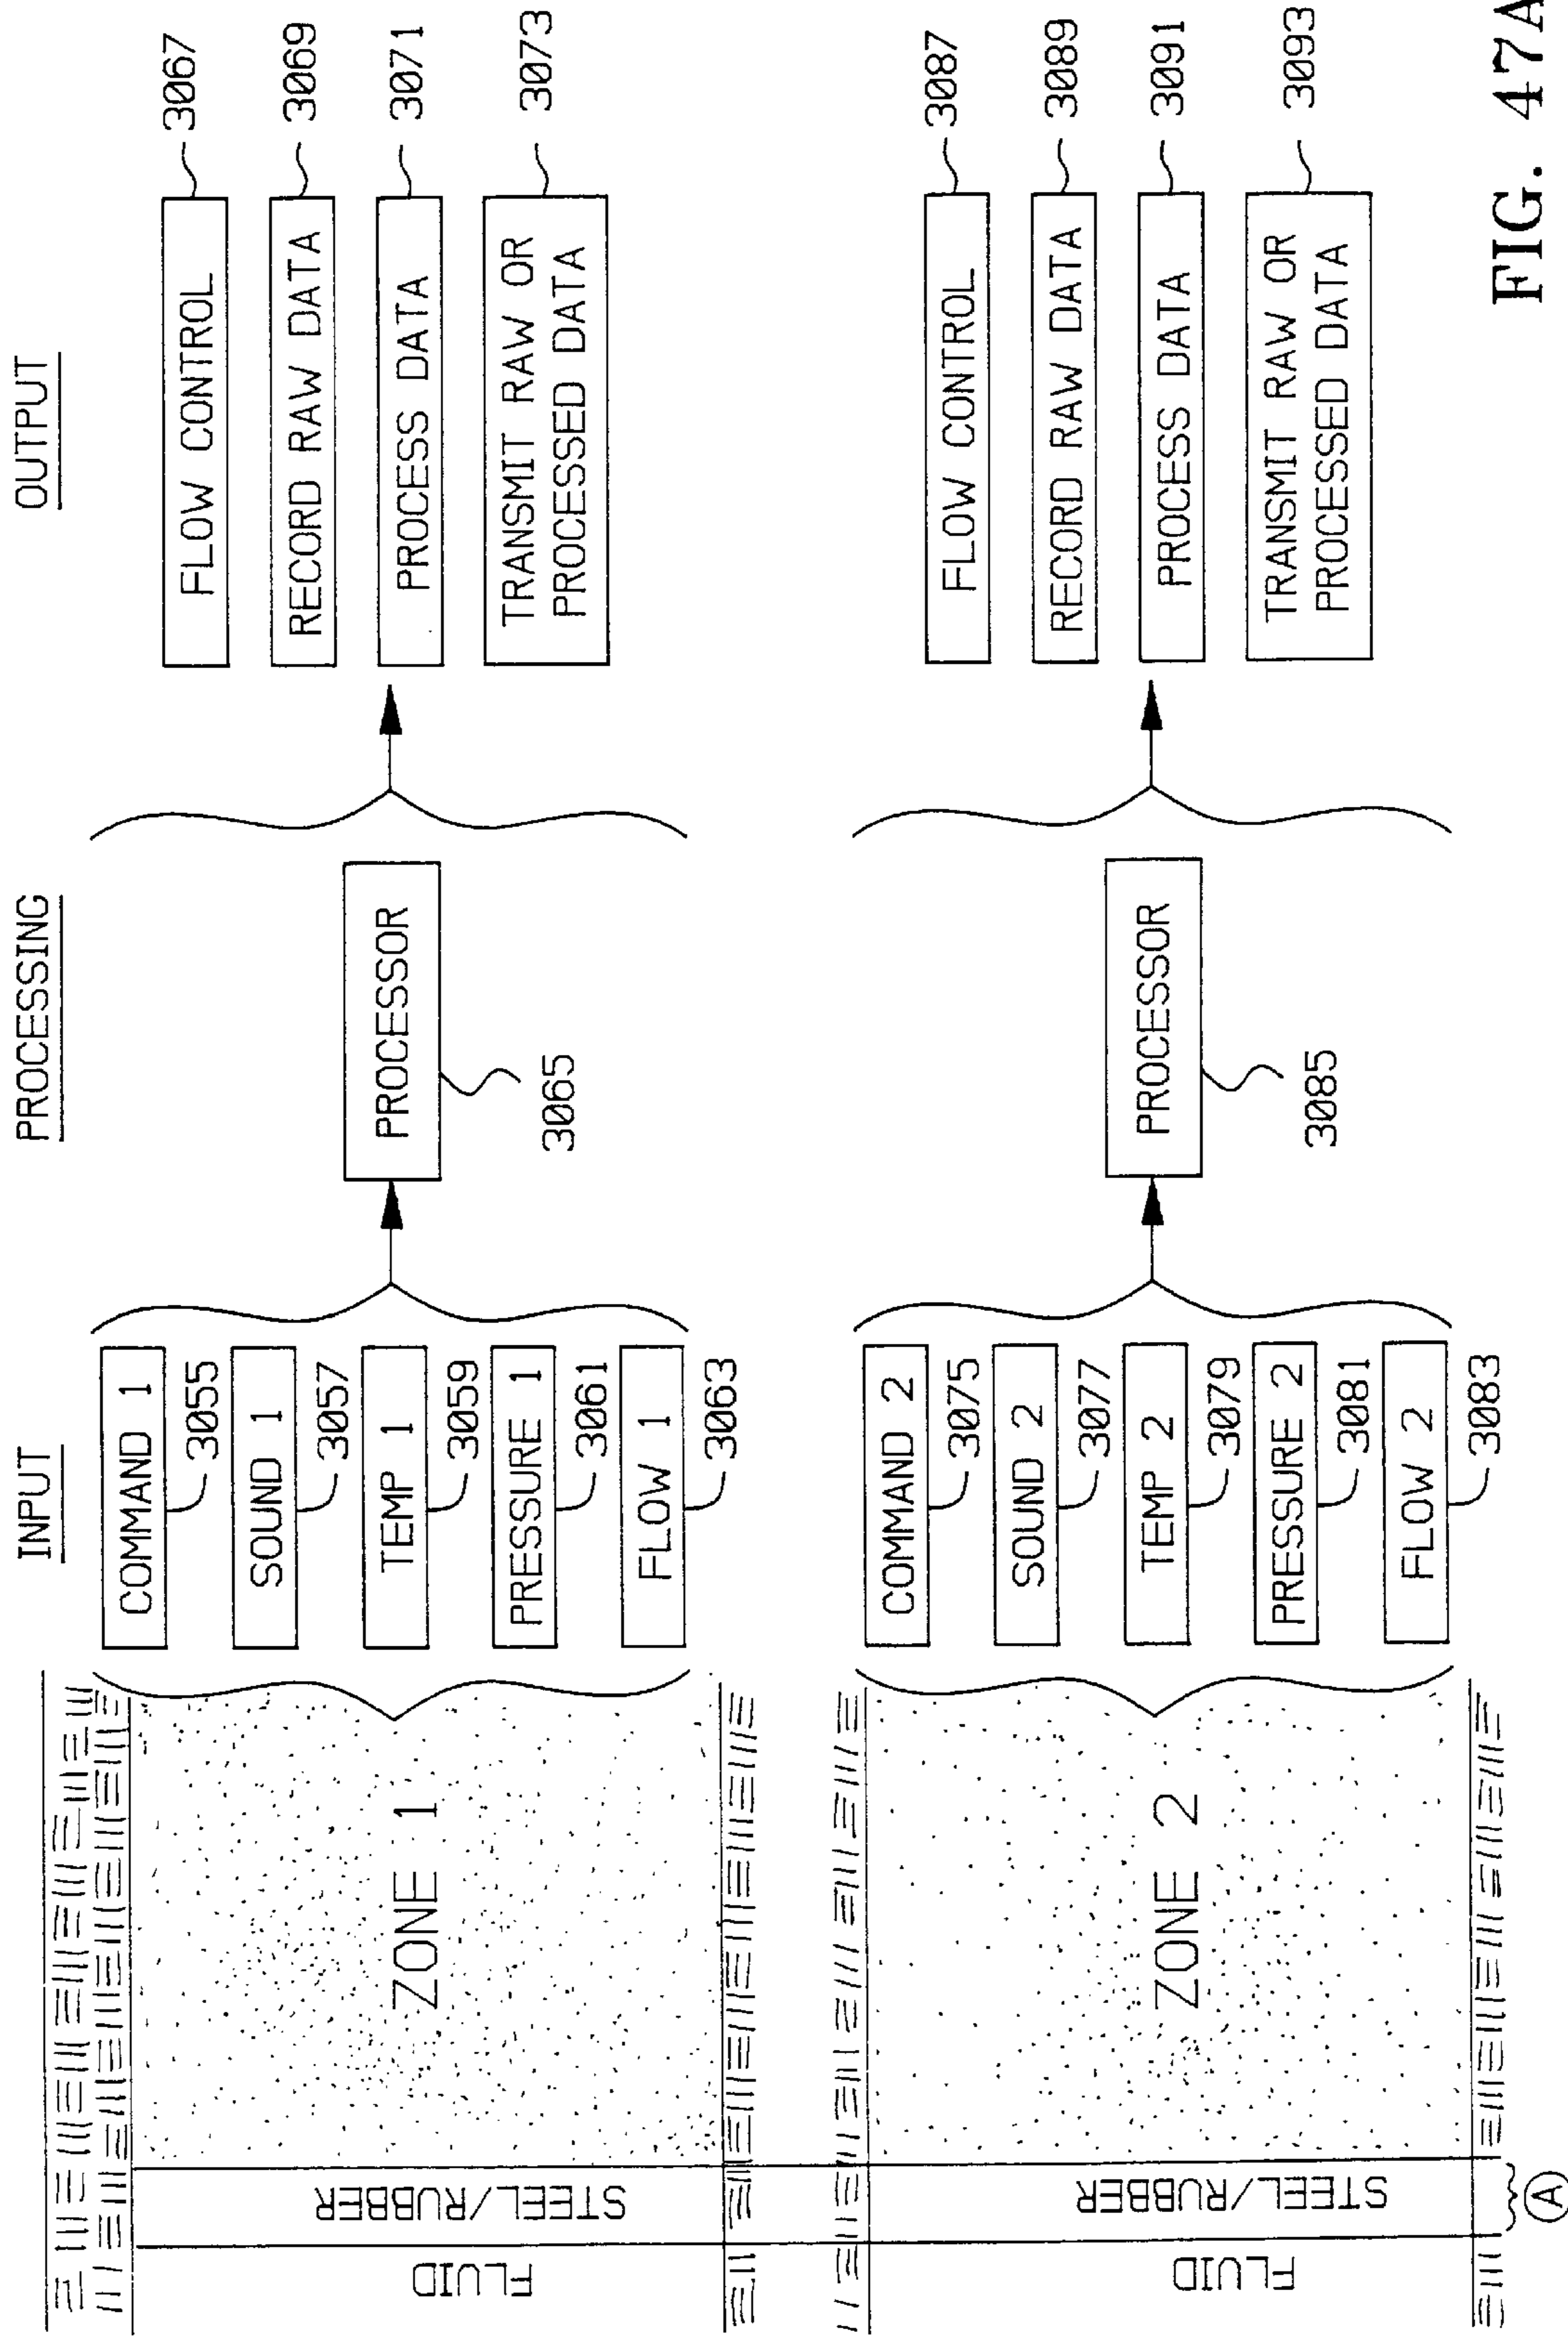 INPUT
PROCESSING
OUTPUT
FLUID
STEEL/RUBBER
ZONE 1
COMMAND 1
3055
SOUND 1
3057
TEMP 1
3059
PRESSURE 1
3061
FLOW 1
3063
PROCESSOR
3065
FLOW CONTROL
3067
RECORD RAW DATA
3069
PROCESS DATA
3071
TRANSMIT RAW OR
PROCESSED DATA
3073
FLUID
STEEL/RUBBER
ZONE 2
COMMAND 2
3075
SOUND 2
3077
TEMP 2
3079
PRESSURE 2
3081
FLOW 2
3083
PROCESSOR
3085
FLOW CONTROL
3087
RECORD RAW DATA
3089
PROCESS DATA
3091
TRANSMIT RAW OR
PROCESSED DATA
3093
A
FIG. 47A